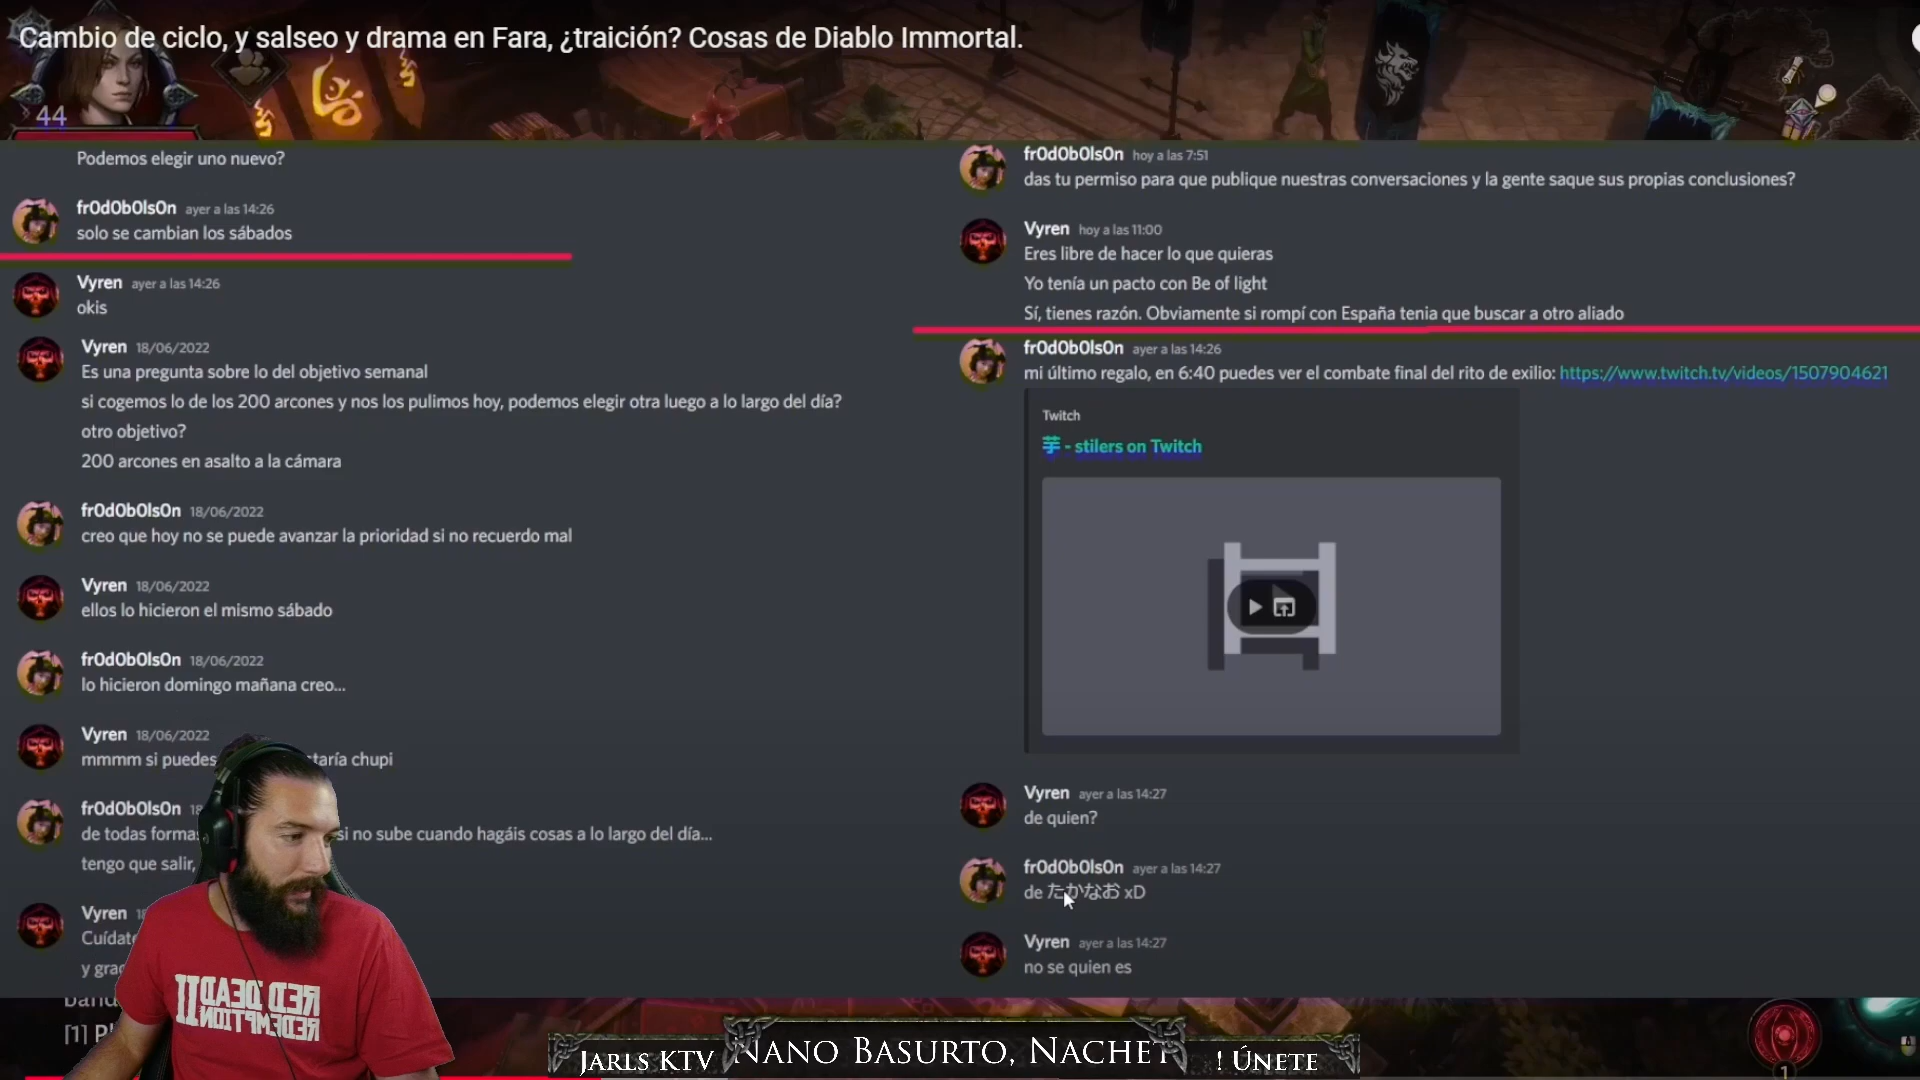 Cambio de ciclo, y salseo y drama en Fara, ¿traición? Cosas de Diablo Immortal.
44
Podemos elegir uno nuevo?
fr0d0b0ls0n ayer a las 14:26
solo se cambian los sábados
Vyren ayer a las 14:26
okis
Vyren 18/06/2022
Es una pregunta sobre lo del objetivo semanal
si cogemos lo de los 200 arcones y nos los pulimos hoy, podemos elegir otra luego a lo largo del día?
otro objetivo?
200 arcones en asalto a la cámara
fr0d0b0ls0n 18/06/2022
creo que hoy no se puede avanzar la prioridad si no recuerdo mal
Vyren 18/06/2022
ellos lo hicieron el mismo sábado
fr0d0b0ls0n 18/06/2022
lo hicieron domingo mañana creo...
Vyren 18/06/2022
mmmm si puedes taría chupi
fr0d0b0ls0n
de todas forma si no sube cuando hagáis cosas a lo largo del día...
tengo que salir,
Vyren
Cuídate
y grac
fr0d0b0ls0n hoy a las 7:51
das tu permiso para que publique nuestras conversaciones y la gente saque sus propias conclusiones?
Vyren hoy a las 11:00
Eres libre de hacer lo que quieras
Yo tenía un pacto con Be of light
Sí, tienes razón. Obviamente si rompí con España tenia que buscar a otro aliado
fr0d0b0ls0n ayer a las 14:26
mi último regalo, en 6:40 puedes ver el combate final del rito de exilio: https://www.twitch.tv/videos/1507904621
Twitch
芋 - stilers on Twitch
Vyren ayer a las 14:27
de quien?
fr0d0b0ls0n ayer a las 14:27
de たかなお xD
Vyren ayer a las 14:27
no se quien es
RED DEAD
REDEMPTION II
[1] P
JARLS KTV NANO BASURTO, NACHET ! ÚNETE
1